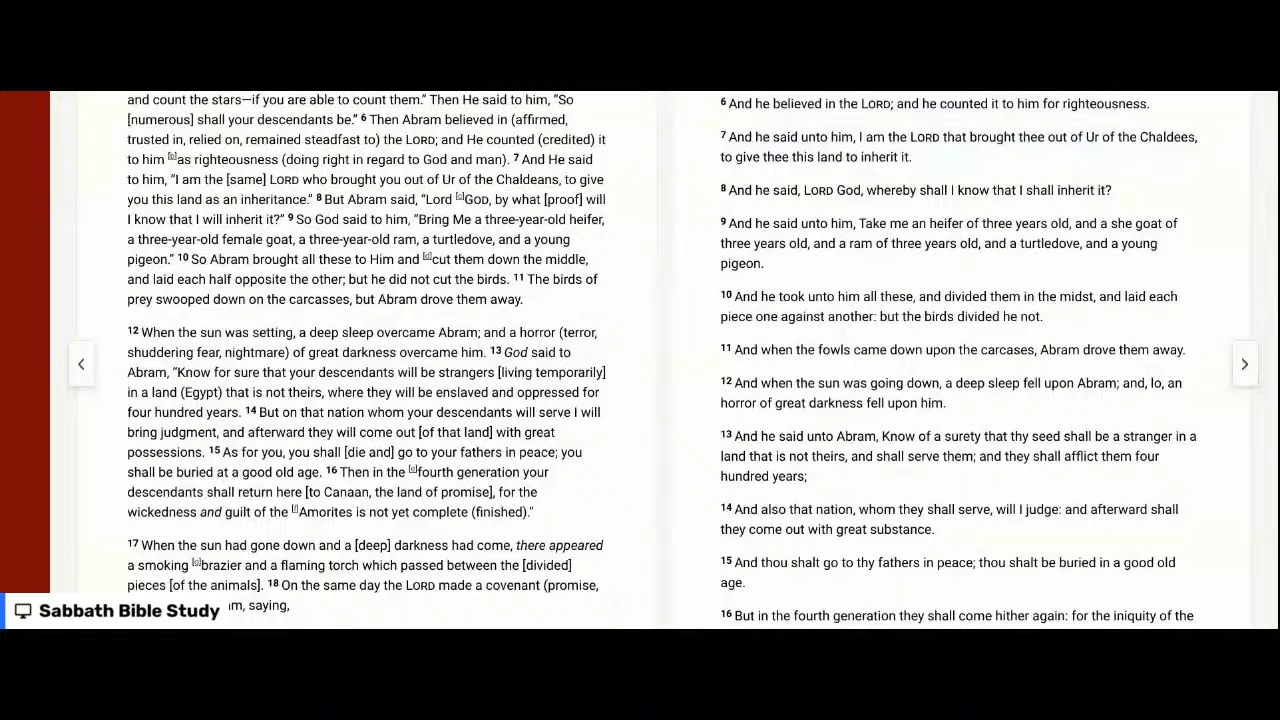 and count the stars—if you are able to count them.” Then He said to him, “So
[numerous] shall your descendants be.” 6 Then Abram believed in (affirmed,
trusted in, relied on, remained steadfast to) the LORD; and He counted (credited) it
to him [b]as righteousness (doing right in regard to God and man). 7 And He said
to him, “I am the [same] LORD who brought you out of Ur of the Chaldeans, to give
you this land as an inheritance.” 8 But Abram said, “Lord [c]GOD, by what [proof] will
I know that I will inherit it?” 9 So God said to him, “Bring Me a three-year-old heifer,
a three-year-old female goat, a three-year-old ram, a turtledove, and a young
pigeon.” 10 So Abram brought all these to Him and [d]cut them down the middle,
and laid each half opposite the other; but he did not cut the birds. 11 The birds of
prey swooped down on the carcasses, but Abram drove them away.
12 When the sun was setting, a deep sleep overcame Abram; and a horror (terror,
shuddering fear, nightmare) of great darkness overcame him. 13 God said to
Abram, “Know for sure that your descendants will be strangers [living temporarily]
in a land (Egypt) that is not theirs, where they will be enslaved and oppressed for
four hundred years. 14 But on that nation whom your descendants will serve I will
bring judgment, and afterward they will come out [of that land] with great
possessions. 15 As for you, you shall [die and] go to your fathers in peace; you
shall be buried at a good old age. 16 Then in the [e]fourth generation your
descendants shall return here [to Canaan, the land of promise], for the
wickedness and guilt of the [f]Amorites is not yet complete (finished).”
17 When the sun had gone down and a [deep] darkness had come, there appeared
a smoking [g]brazier and a flaming torch which passed between the [divided]
pieces [of the animals]. 18 On the same day the LORD made a covenant (promise,
m, saying,
Sabbath Bible Study
6 And he believed in the LORD; and he counted it to him for righteousness.
7 And he said unto him, I am the LORD that brought thee out of Ur of the Chaldees,
to give thee this land to inherit it.
8 And he said, LORD God, whereby shall I know that I shall inherit it?
9 And he said unto him, Take me an heifer of three years old, and a she goat of
three years old, and a ram of three years old, and a turtledove, and a young
pigeon.
10 And he took unto him all these, and divided them in the midst, and laid each
piece one against another: but the birds divided he not.
11 And when the fowls came down upon the carcases, Abram drove them away.
12 And when the sun was going down, a deep sleep fell upon Abram; and, lo, an
horror of great darkness fell upon him.
13 And he said unto Abram, Know of a surety that thy seed shall be a stranger in a
land that is not theirs, and shall serve them; and they shall afflict them four
hundred years;
14 And also that nation, whom they shall serve, will I judge: and afterward shall
they come out with great substance.
15 And thou shalt go to thy fathers in peace; thou shalt be buried in a good old
age.
16 But in the fourth generation they shall come hither again: for the iniquity of the